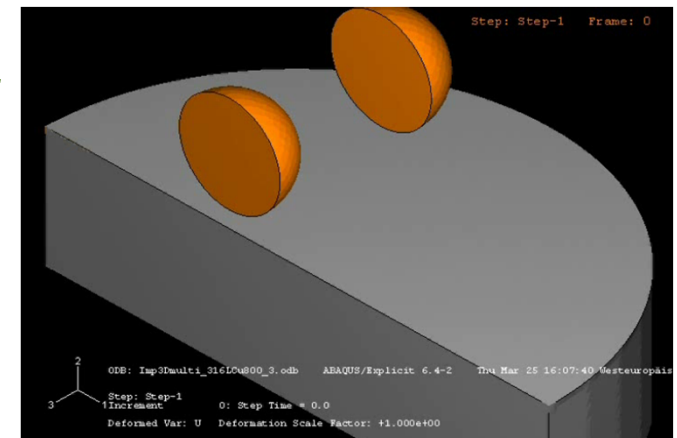 Step: Step-1 Frame: 0
2
3
1
ODB: Imp3Dmulti_316LCu800_3.odb ABAQUS/Explicit 6.4-2 Thu Mar 25 16:07:40 Westeuropäis
Step: Step-1
Increment 0: Step Time = 0.0
Deformed Var: U Deformation Scale Factor: +1.000e+00